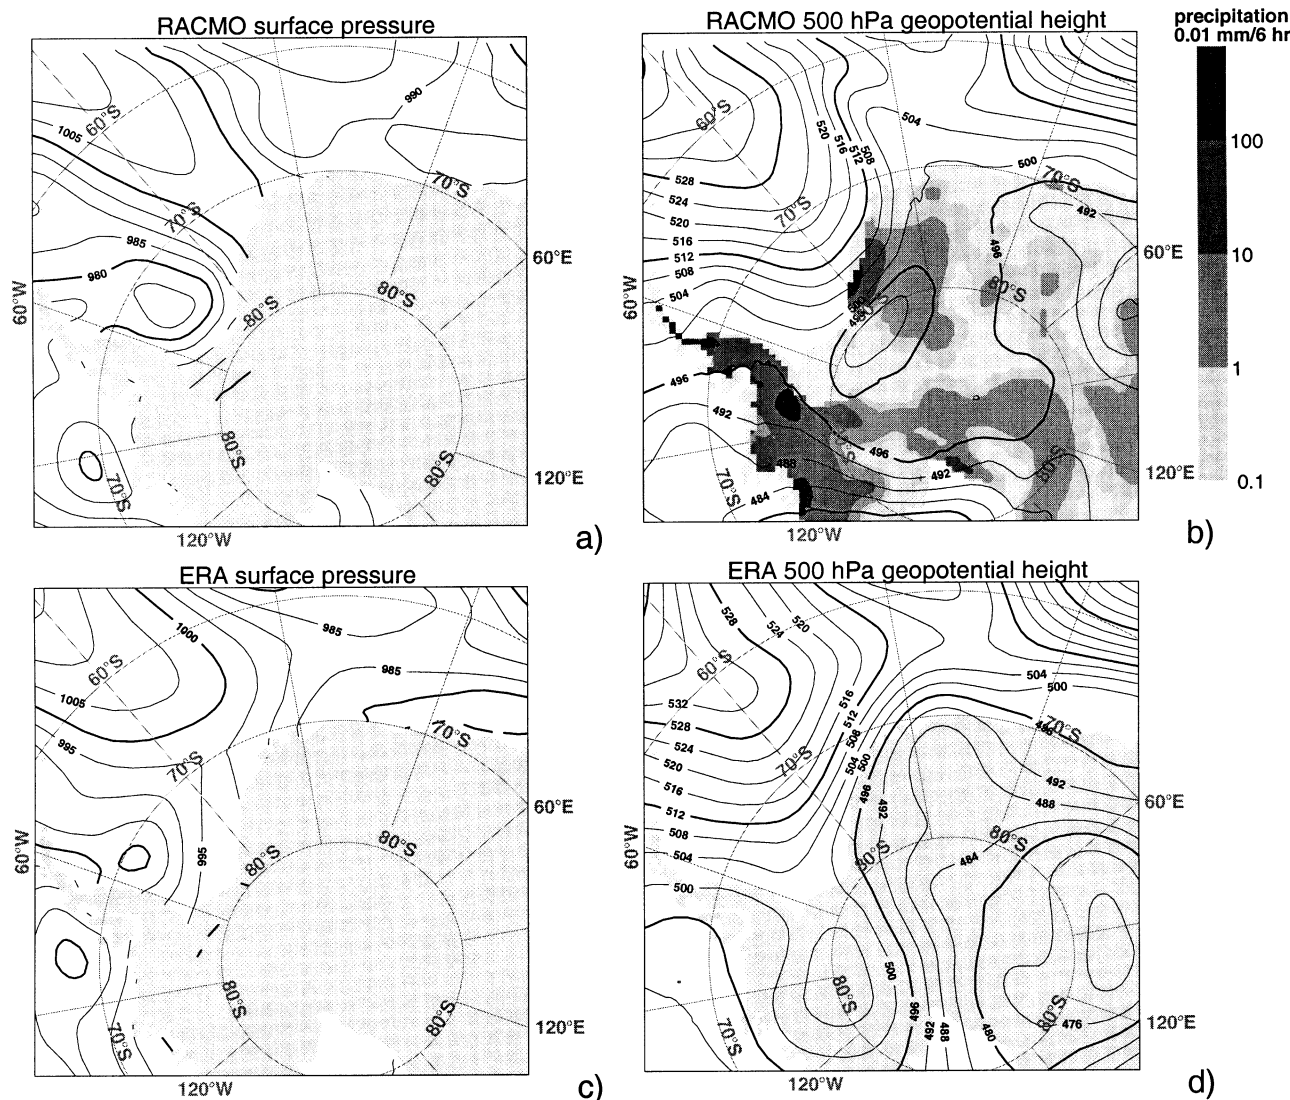 RACMO surface pressure
1005
60°S
990
70°S
70°S
985
980
60°W
60°E
80°S
80°S
80°S
80°S
70°S
120°E
120°W
a)
RACMO 500 hPa geopotential height
precipitation
0.01 mm/6 hr
100
10
1
0.1
60°S
520
516
512
508
504
500
70°S
528
524
520
516
512
508
504
70°S
492
496
60°E
60°W
80°S
496
492
488
484
496
492
80°S
70°S
120°E
120°W
b)
ERA surface pressure
1000
985
60°S
985
1005
995
70°S
70°S
60°E
60°W
995
80°S
80°S
80°S
80°S
70°S
120°E
120°W
c)
ERA 500 hPa geopotential height
528
524
520
60°S
532
528
524
520
516
512
508
504
500
516
512
508
504
500
496
492
504
500
496
70°S
70°S
492
488
484
60°E
60°W
80°S
80°S
500
496
492
488
480
476
80°S
80°S
70°S
120°E
120°W
d)